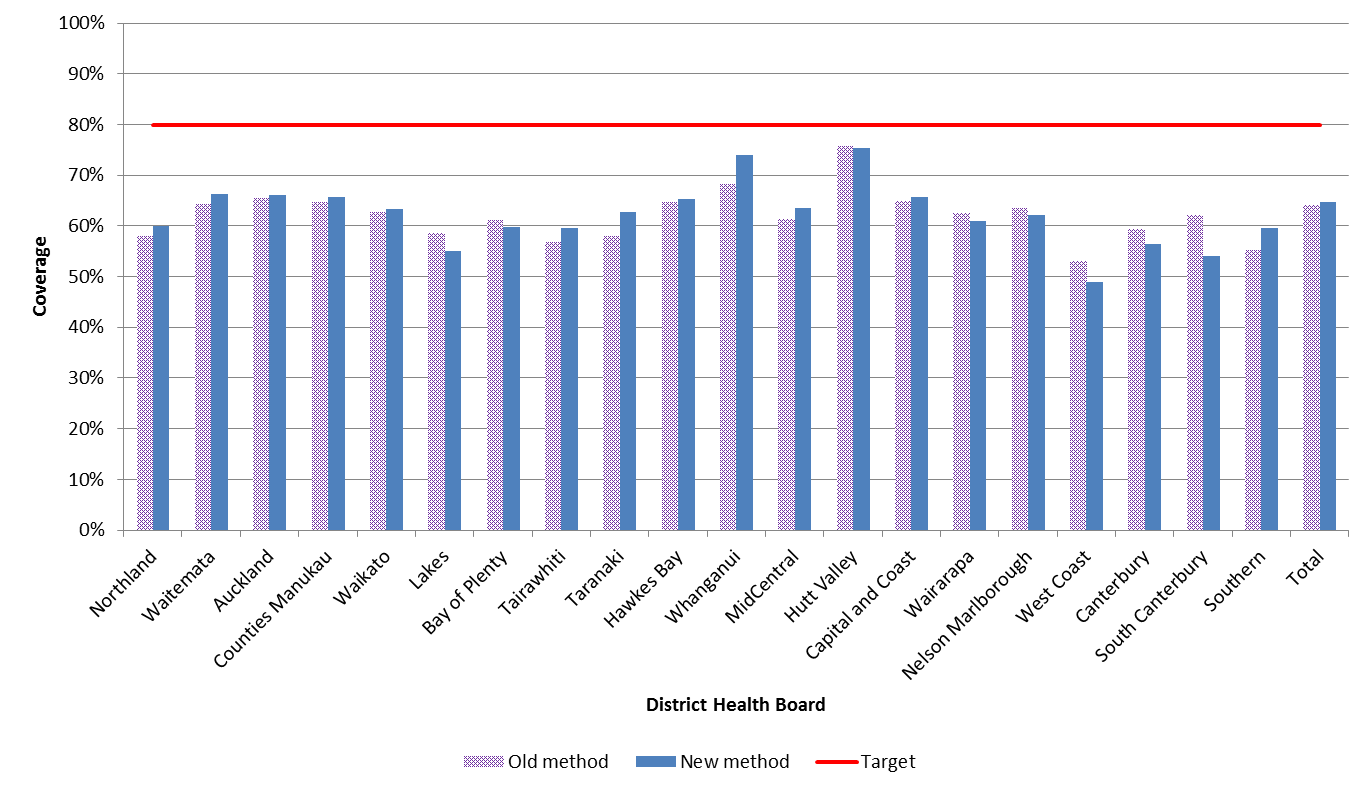 100%
90%
80%
70%
60%
50%
40%
30%
20%
10%
0%
Coverage
Northland
Waitemata
Auckland
Counties Manukau
Waikato
Lakes
Bay of Plenty
Tairawhiti
Taranaki
Hawkes Bay
Whanganui
MidCentral
Hutt Valley
Capital and Coast
Wairarapa
Nelson Marlborough
West Coast
Canterbury
South Canterbury
Southern
Total
District Health Board
Old method New method Target